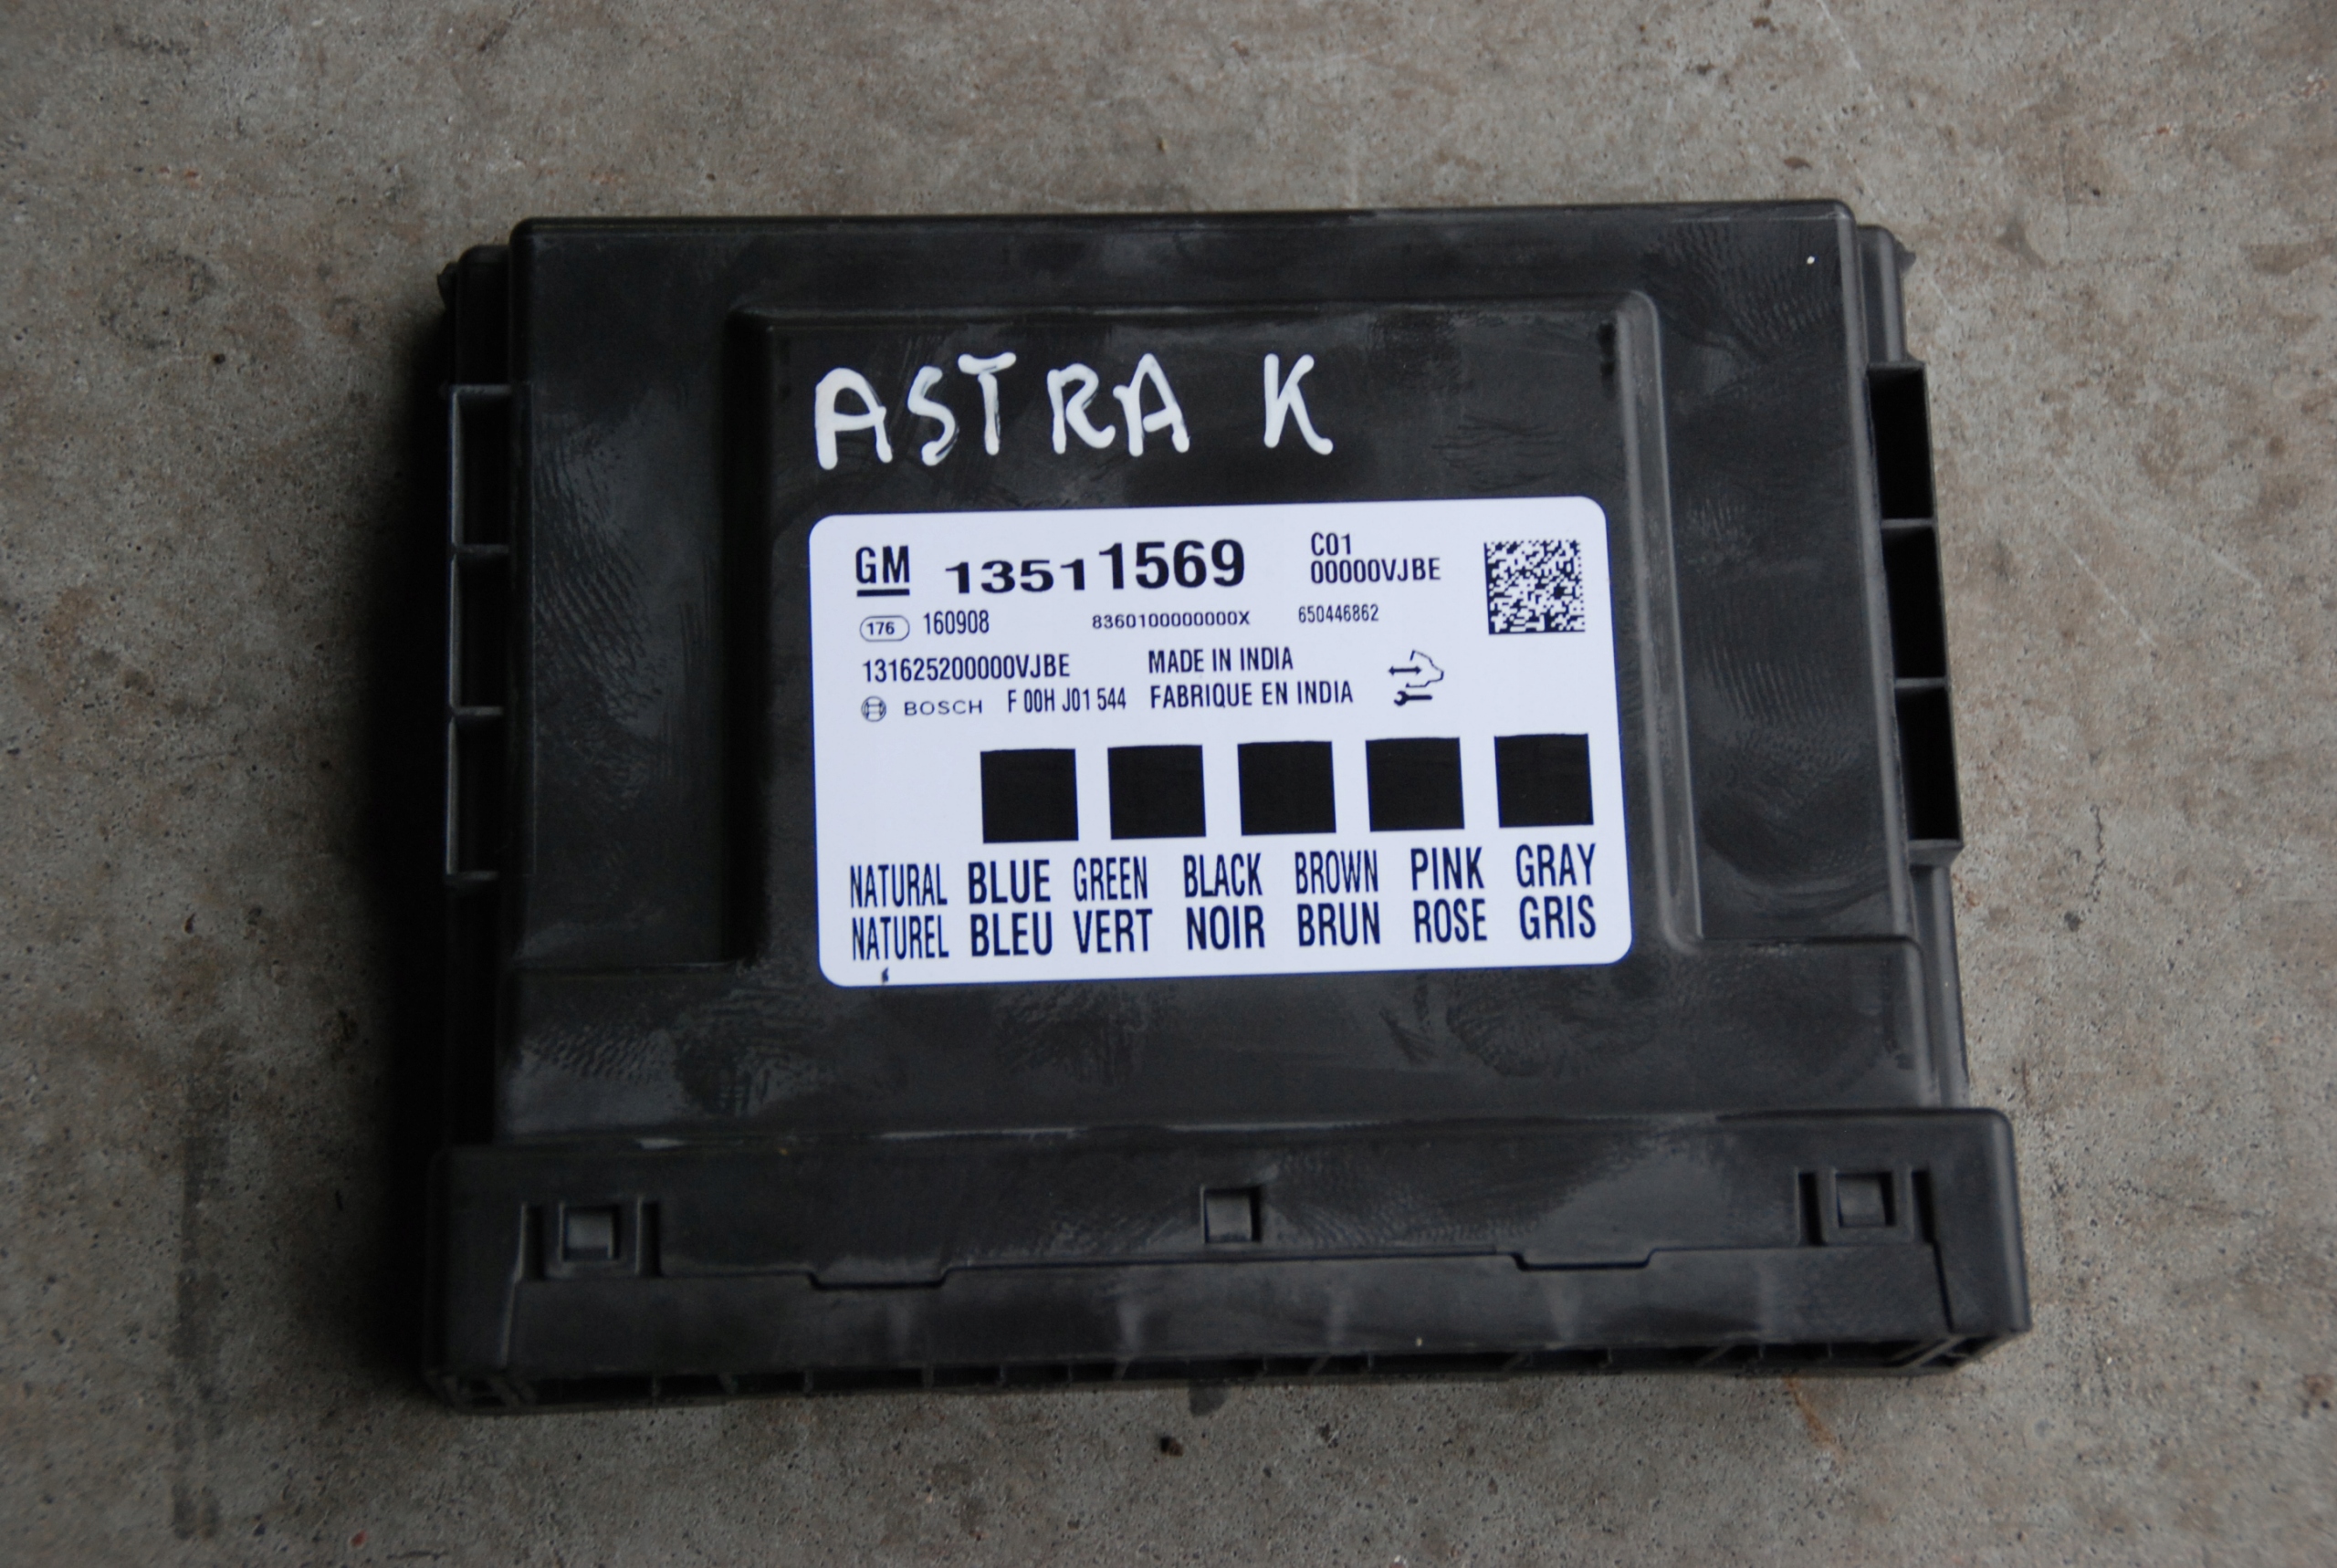 ASTRA K
GM 13511569 C01
00000VJBE
176 160908 8360100000000X 650446862
131625200000VJBE MADE IN INDIA
BOSCH F 00H J01 544 FABRIQUE EN INDIA
NATURAL BLUE GREEN BLACK BROWN PINK GRAY
NATUREL BLEU VERT NOIR BRUN ROSE GRIS